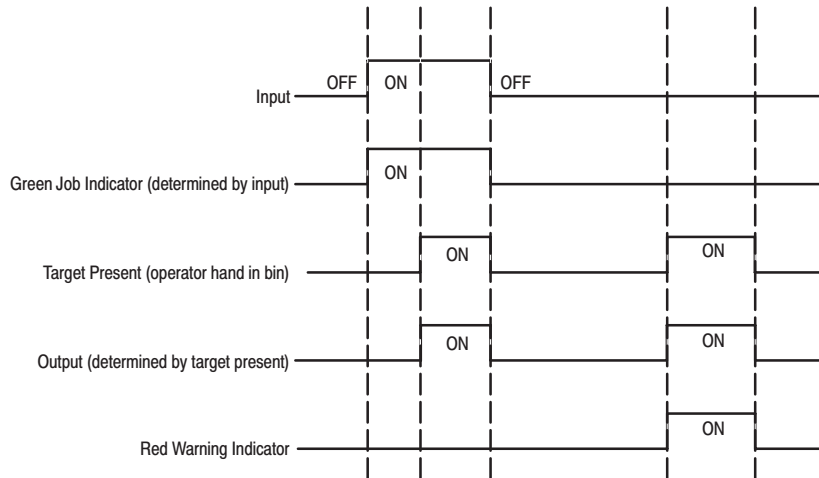 OFF ON OFF
Input
ON
Green Job Indicator (determined by input)
ON ON
Target Present (operator hand in bin)
ON ON
Output (determined by target present)
ON
Red Warning Indicator